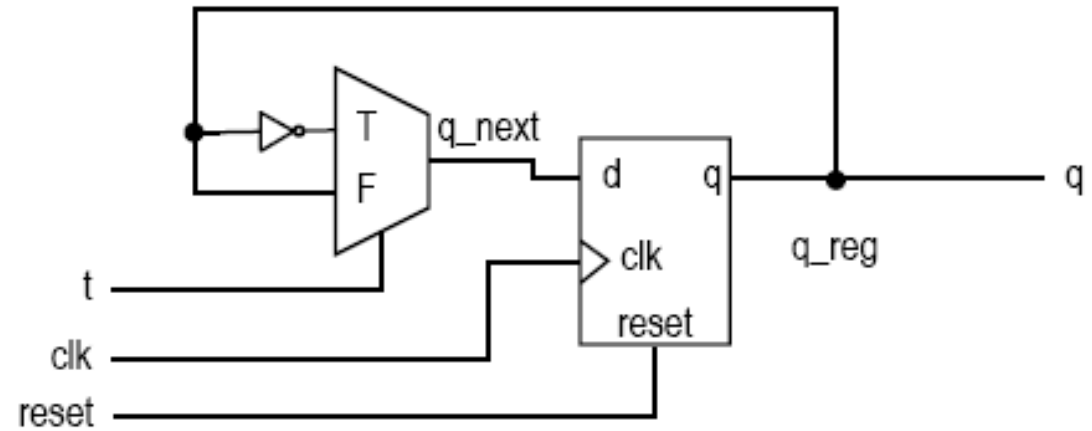 T
q_next
F
d
q
q
clk
q_reg
t
reset
clk
reset